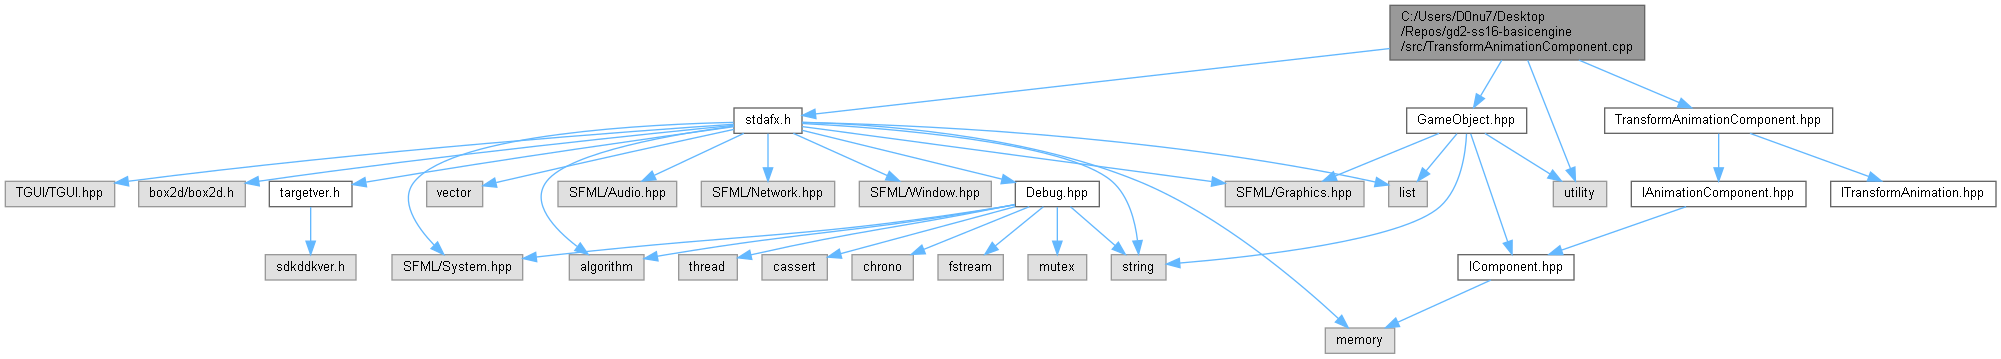 C:/Users/D0nu7/Desktop
/Repos/gd2-ss16-basicengine
/src/TransformAnimationComponent.cpp
stdafx.h
GameObject.hpp
TransformAnimationComponent.hpp
TGUI/TGUI.hpp
box2d/box2d.h
targetver.h
vector
SFML/Audio.hpp
SFML/Network.hpp
SFML/Window.hpp
Debug.hpp
SFML/Graphics.hpp
list
utility
IAnimationComponent.hpp
ITransformAnimation.hpp
sdkddkver.h
SFML/System.hpp
algorithm
thread
cassert
chrono
fstream
mutex
string
IComponent.hpp
memory